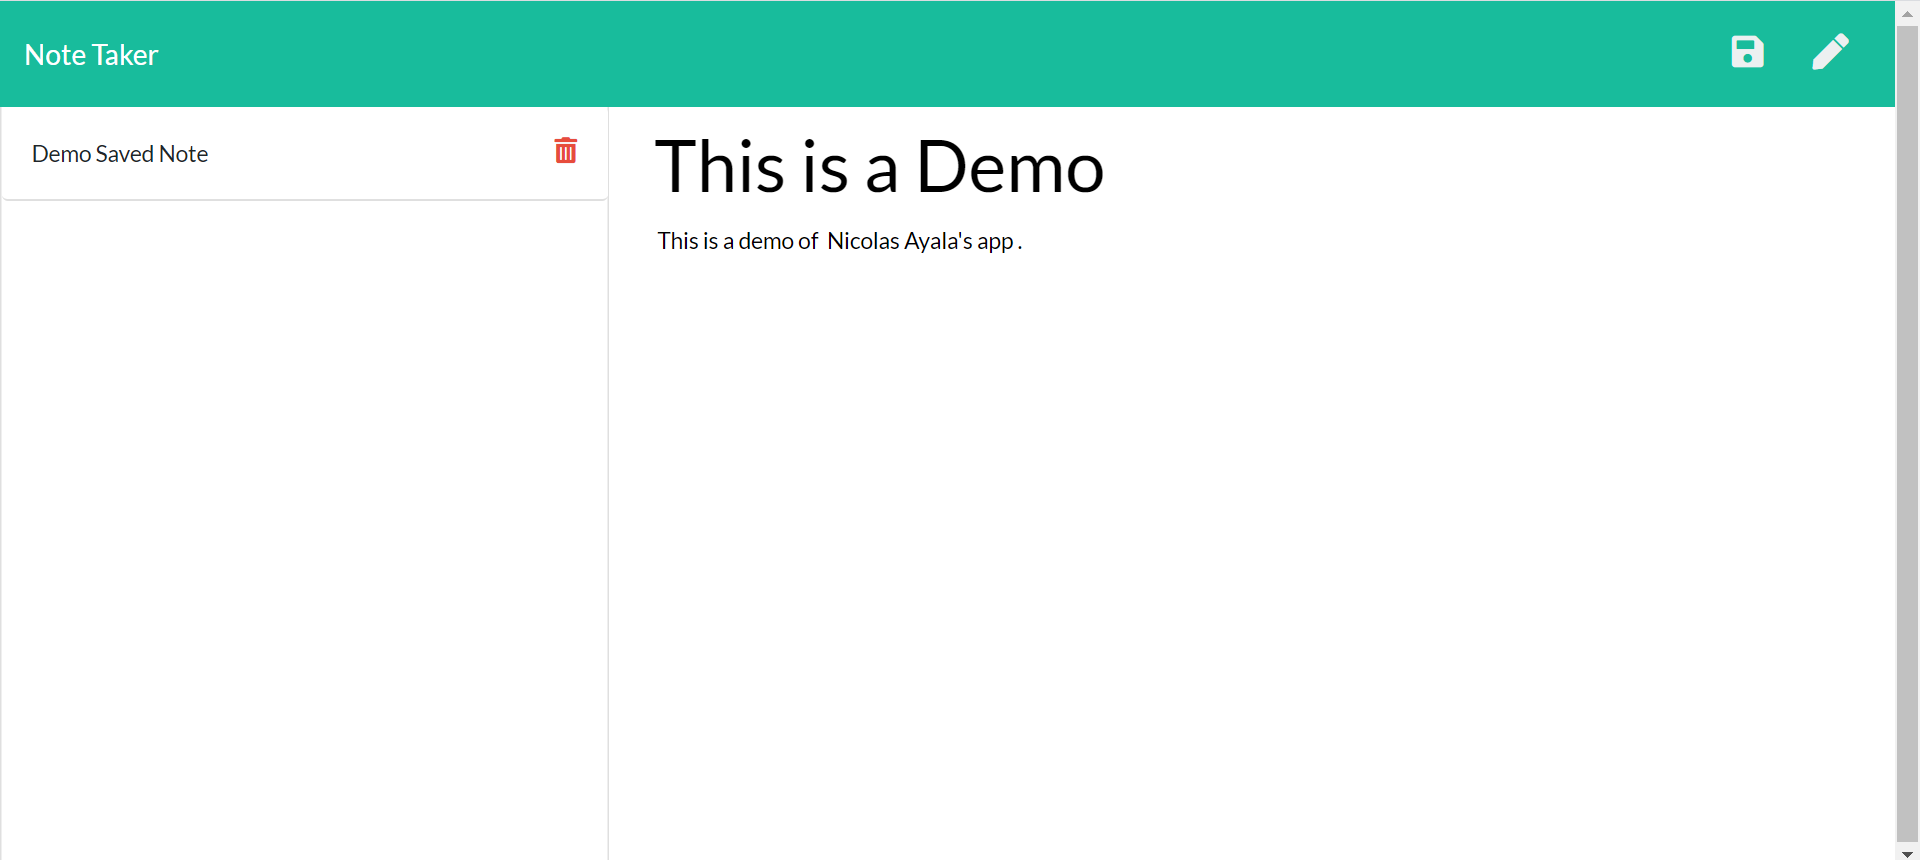 Note Taker
Demo Saved Note
This is a Demo
This is a demo of  Nicolas Ayala's app .